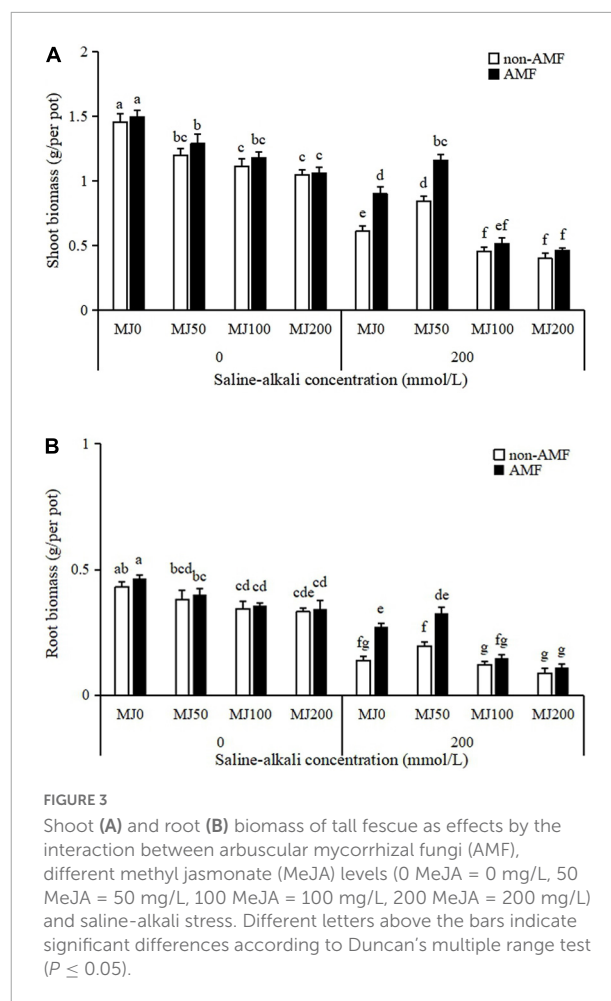 A
2
non-AMF
AMF
1.5
1
0.5
0
Shoot biomass (g/per pot)
a a bc b c bc c c e d d bc f ef f f
MJ0 MJ50 MJ100 MJ200 MJ0 MJ50 MJ100 MJ200
0 200
Saline-alkali concentration (mmol/L)
B
1
non-AMF
AMF
0.5
0
Root biomass (g/per pot)
ab a bcd bc cd cd cde cd fg e f de g fg g g
MJ0 MJ50 MJ100 MJ200 MJ0 MJ50 MJ100 MJ200
0 200
Saline-alkali concentration (mmol/L)
FIGURE 3
Shoot (A) and root (B) biomass of tall fescue as effects by the
interaction between arbuscular mycorrhizal fungi (AMF),
different methyl jasmonate (MeJA) levels (0 MeJA = 0 mg/L, 50
MeJA = 50 mg/L, 100 MeJA = 100 mg/L, 200 MeJA = 200 mg/L)
and saline-alkali stress. Different letters above the bars indicate
significant differences according to Duncan's multiple range test
(P ≤ 0.05).